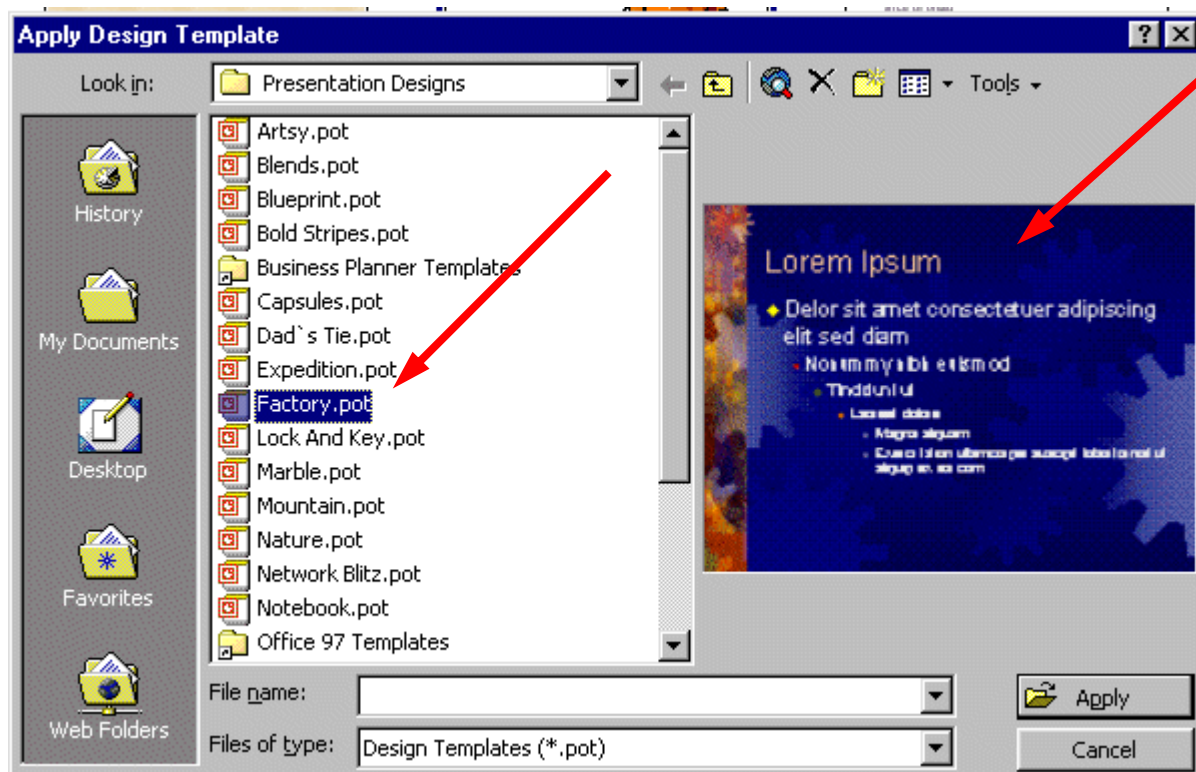 Apply Design Template
Look in:
Presentation Designs
Tools
History
My Documents
Desktop
Favorites
Web Folders
Artsy.pot
Blends.pot
Blueprint.pot
Bold Stripes.pot
Business Planner Templates
Capsules.pot
Dad`s Tie.pot
Expedition.pot
Factory.pot
Lock And Key.pot
Marble.pot
Mountain.pot
Nature.pot
Network Blitz.pot
Notebook.pot
Office 97 Templates
Lorem Ipsum
Delor sit amet consectetuer adipiscing
elit sed diam
File name:
Files of type:
Design Templates (*.pot)
Apply
Cancel